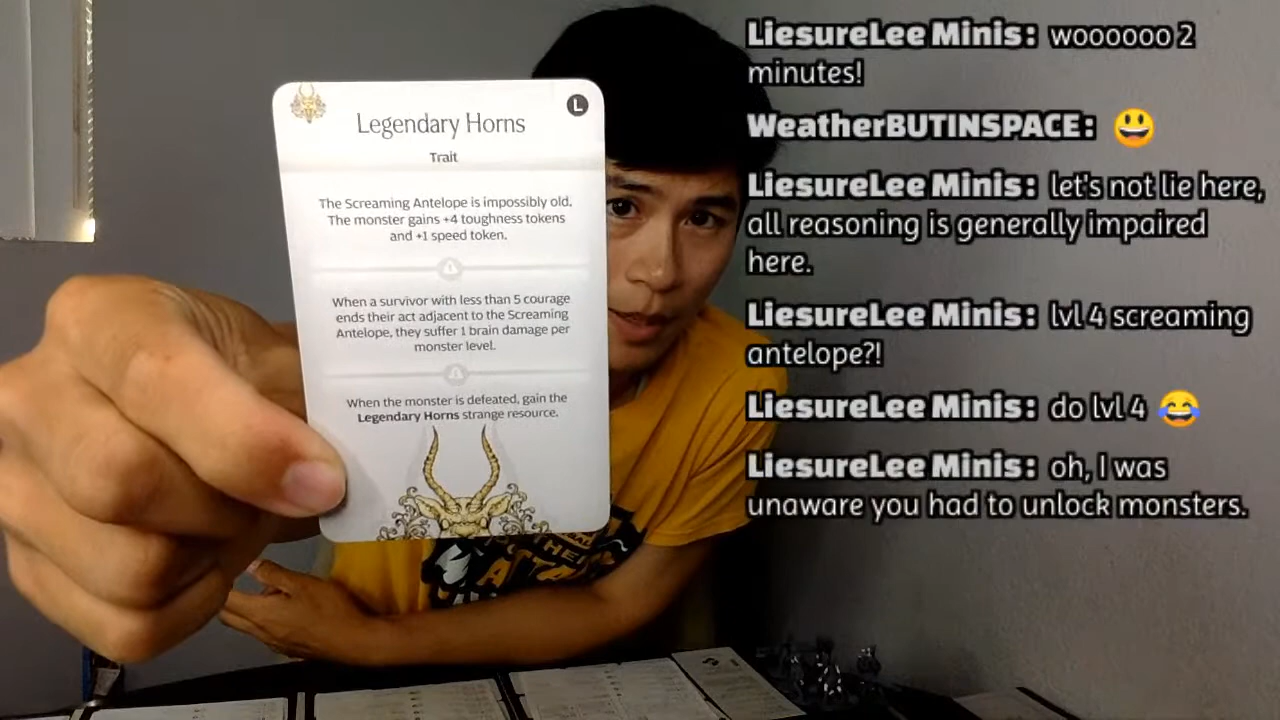 L
Legendary Horns
Trait
The Screaming Antelope is impossibly old.
The monster gains +4 toughness tokens
and +1 speed token.
When a survivor with less than 5 courage
ends their act adjacent to the Screaming
Antelope, they suffer 1 brain damage per
monster level.
When the monster is defeated, gain the
Legendary Horns strange resource.
LiesureLee Minis: woooooo 2
minutes!
WeatherBUTINSPACE: 😃
LiesureLee Minis: let's not lie here,
all reasoning is generally impaired
here.
LiesureLee Minis: lvl 4 screaming
antelope?!
LiesureLee Minis: do lvl 4 😂
LiesureLee Minis: oh, I was
unaware you had to unlock monsters.